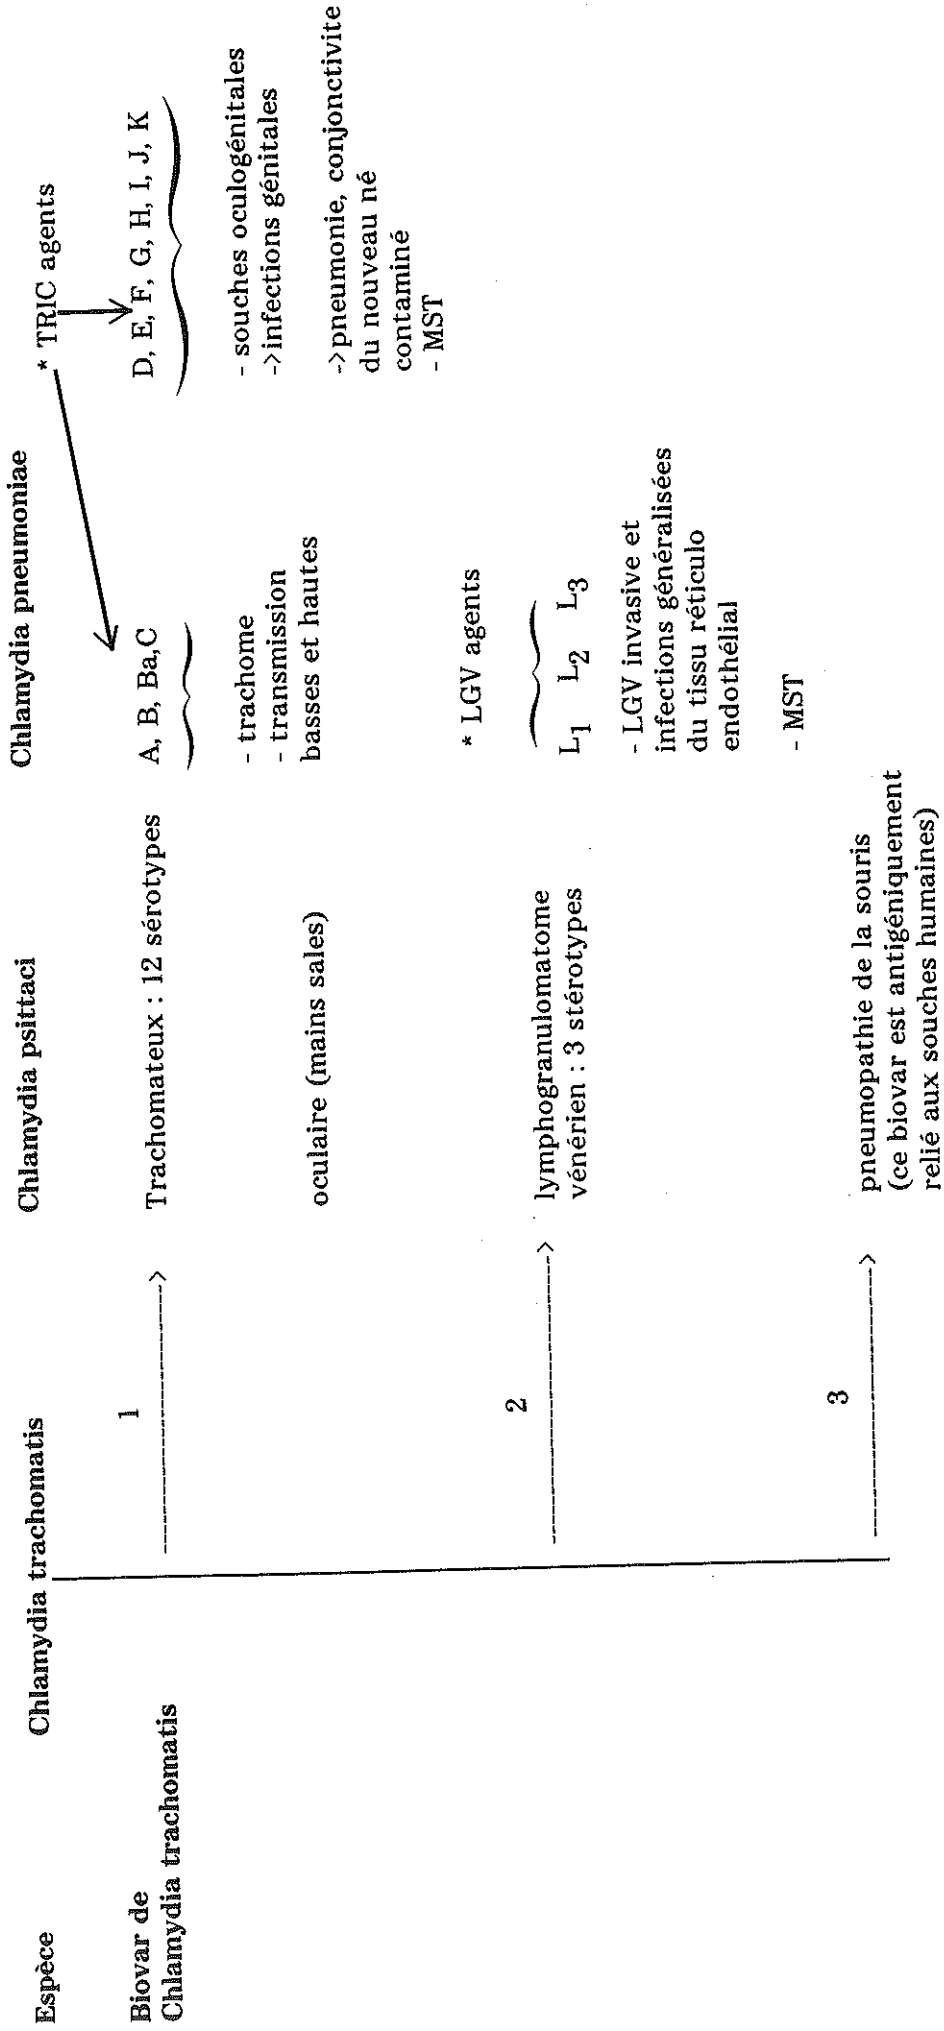 Espèce
Chlamydia trachomatis
Chlamydia psittaci
Chlamydia pneumoniae
* TRIC agents
Biovar de
Chlamydia trachomatis
1
-------------------->
Trachomateux : 12 sérotypes
A, B, Ba,C
D, E, F, G, H, I, J, K
oculaire (mains sales)
- trachome
- transmission
basses et hautes
- souches oculogénitales
->infections génitales
->pneumonie, conjonctivite
du nouveau né
contaminé
- MST
2
-------------------->
lymphogranulomatome
vénérien : 3 stérotypes
* LGV agents
L1 L2 L3
- LGV invasive et
infections généralisées
du tissu réticulo
endothélial
- MST
3
-------------------->
pneumopathie de la souris
(ce biovar est antigéniquement
relié aux souches humaines)